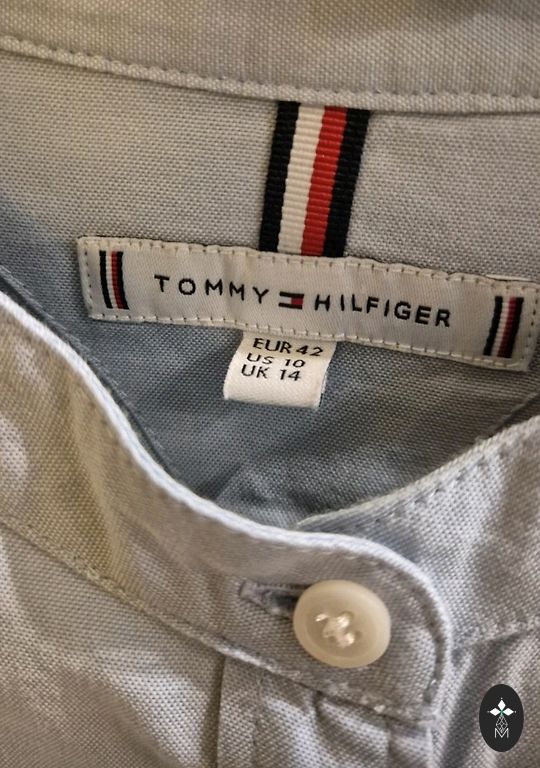 TOMMY HILFIGER
EUR 42
US 10
UK 14
M